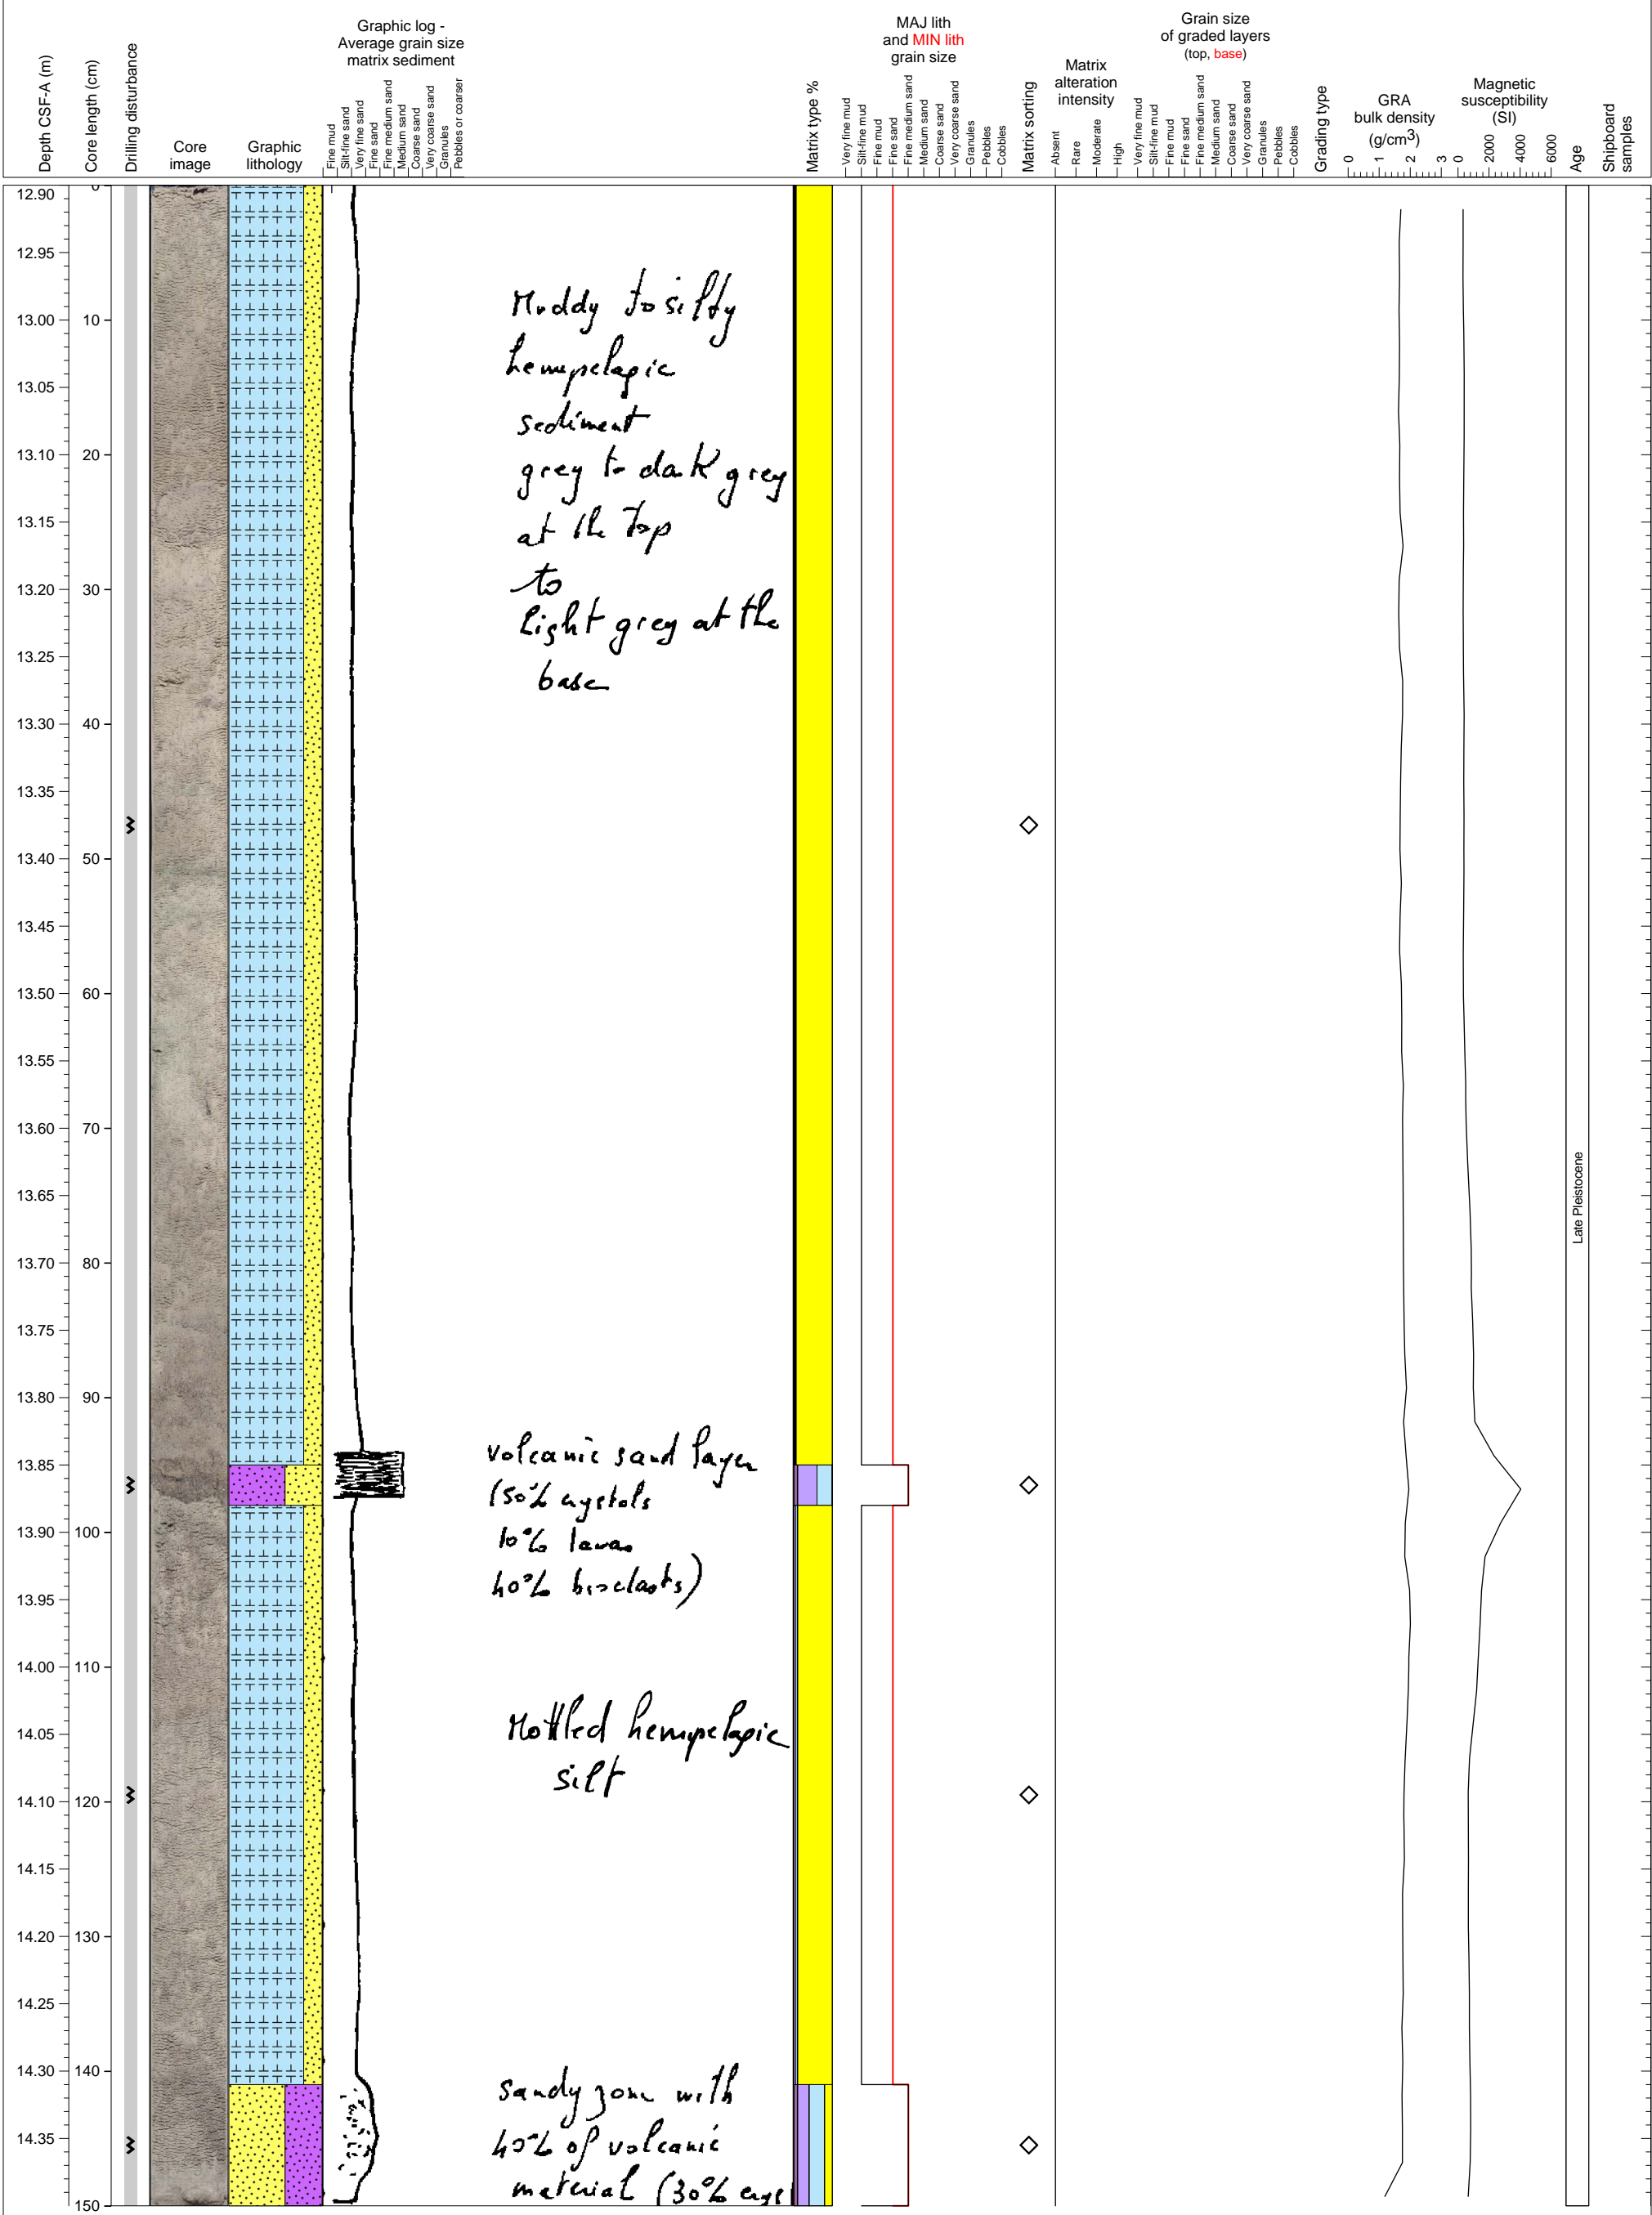 Depth CSF-A (m)
Core length (cm)
Drilling disturbance
Core
image
Graphic
lithology
Graphic log -
Average grain size
matrix sediment
Fine mud
Silt-fine sand
Very fine sand
Fine sand
Fine medium sand
Medium sand
Coarse sand
Very coarse sand
Granules
Pebbles or coarser
Matrix type %
MAJ lith
and MIN lith
grain size
Very fine mud
Silt-fine mud
Fine mud
Fine sand
Fine medium sand
Medium sand
Coarse sand
Very coarse sand
Granules
Pebbles
Cobbles
Matrix sorting
Matrix
alteration
intensity
Absent
Rare
Moderate
High
Grain size
of graded layers
(top, base)
Very fine mud
Silt-fine mud
Fine mud
Fine sand
Fine medium sand
Medium sand
Coarse sand
Very coarse sand
Granules
Pebbles
Cobbles
Grading type
GRA
bulk density
(g/cm3)
0 1 2 3
Magnetic
susceptibility
(SI)
0 2000 4000 6000
Age
Shipboard
samples
12.90
12.95
13.00
13.05
13.10
13.15
13.20
13.25
13.30
13.35
13.40
13.45
13.50
13.55
13.60
13.65
13.70
13.75
13.80
13.85
13.90
13.95
14.00
14.05
14.10
14.15
14.20
14.25
14.30
14.35
0
10
20
30
40
50
60
70
80
90
100
110
120
130
140
150
Muddy to silty
hemipelagic
sediment
grey to dark grey
at the top
to
light grey at the
base
volcanic sand layer
(50% crystals
10% lavas
40% bioclasts)
Mottled hemipelagic
silt
sandy zone with
40% of volcanic
material (30% crys
Late Pleistocene